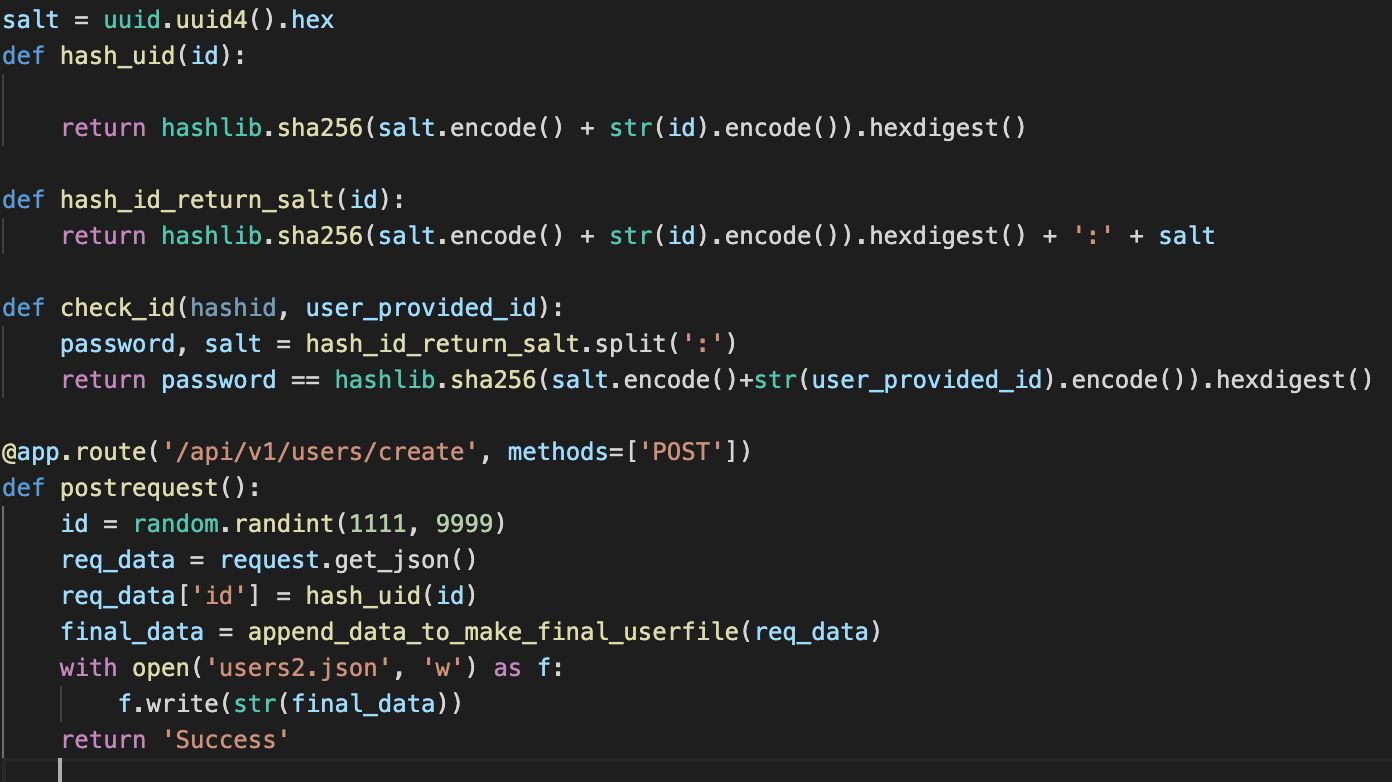 salt = uuid.uuid4().hex
def hash_uid(id):
    return hashlib.sha256(salt.encode() + str(id).encode()).hexdigest()
def hash_id_return_salt(id):
    return hashlib.sha256(salt.encode() + str(id).encode()).hexdigest() + ':' + salt
def check_id(hashid, user_provided_id):
    password, salt = hash_id_return_salt.split(':')
    return password == hashlib.sha256(salt.encode()+str(user_provided_id).encode()).hexdigest()
@app.route('/api/v1/users/create', methods=['POST'])
def postrequest():
    id = random.randint(1111, 9999)
    req_data = request.get_json()
    req_data['id'] = hash_uid(id)
    final_data = append_data_to_make_final_userfile(req_data)
    with open('users2.json', 'w') as f:
        f.write(str(final_data))
    return 'Success'